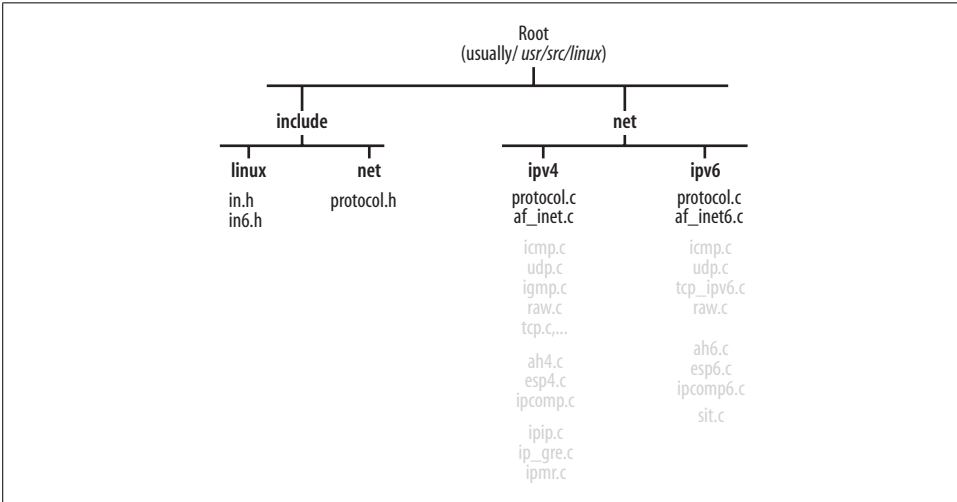 Root
(usually/ usr/src/linux)
include
net
linux
net
ipv4
ipv6
in.h
in6.h
protocol.h
protocol.c
af_inet.c
icmp.c
udp.c
igmp.c
raw.c
tcp.c,...
ah4.c
esp4.c
ipcomp.c
ipip.c
ip_gre.c
ipmr.c
protocol.c
af_inet6.c
icmp.c
udp.c
tcp_ipv6.c
raw.c
ah6.c
esp6.c
ipcomp6.c
sit.c